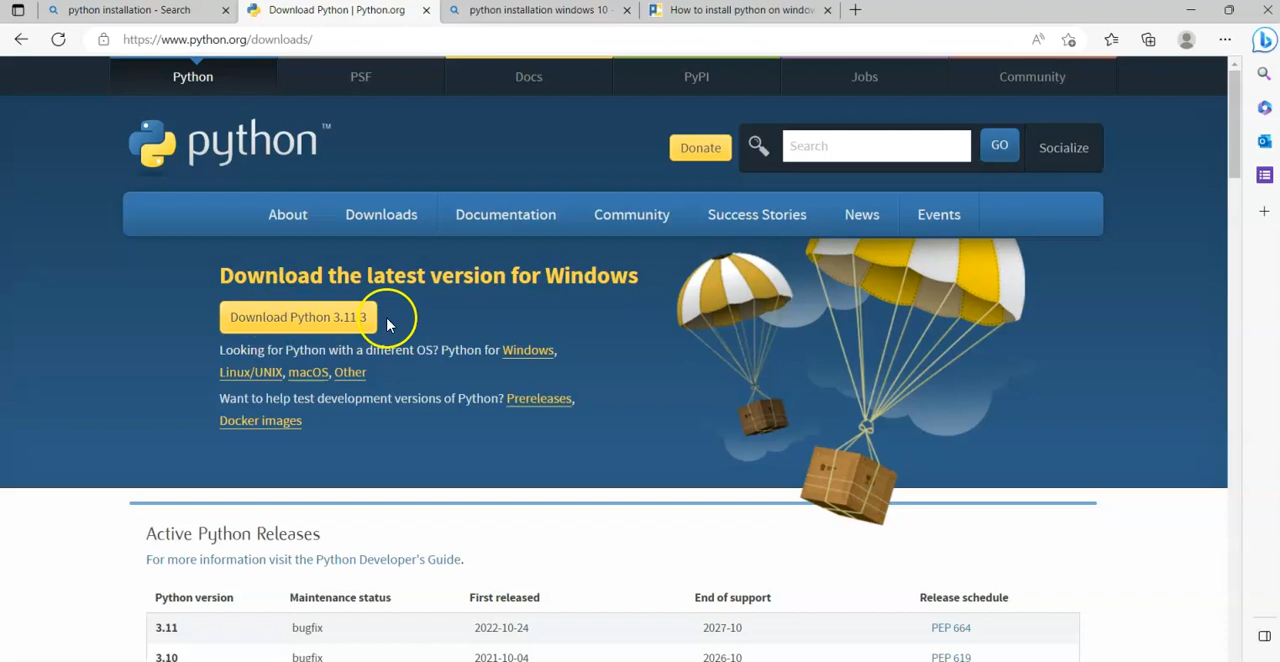 python installation - Search
Download Python | Python.org
python installation windows 10 -
How to install python on window
https://www.python.org/downloads/
Python
PSF
Docs
PyPI
Jobs
Community
python™
Donate
Search
GO
Socialize
About
Downloads
Documentation
Community
Success Stories
News
Events
Download the latest version for Windows
Download Python 3.11.3
Looking for Python with a different OS? Python for Windows,
Linux/UNIX, macOS, Other
Want to help test development versions of Python? Prereleases,
Docker images
Active Python Releases
For more information visit the Python Developer's Guide.
Python version Maintenance status First released End of support Release schedule
3.11 bugfix 2022-10-24 2027-10 PEP 664
3.10 bugfix 2021-10-04 2026-10 PEP 619